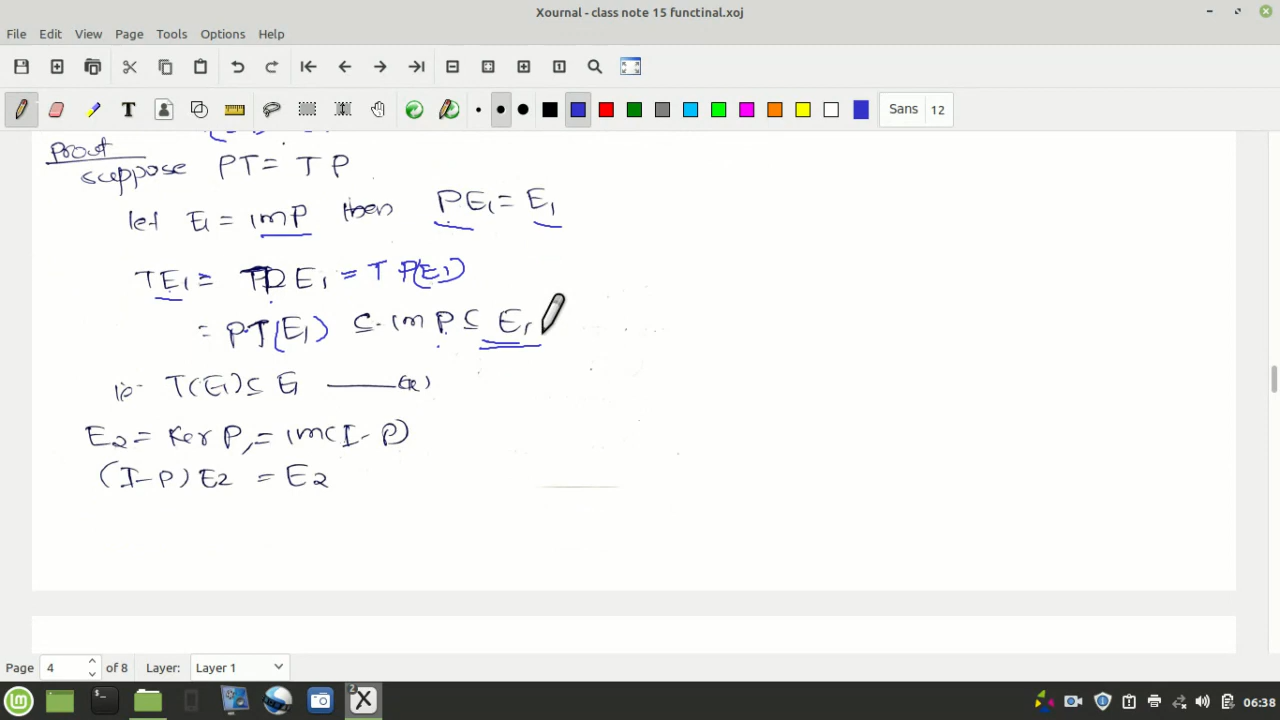 Xournal - class note 15 functinal.xoj
File Edit View Page Tools Options Help
Sans 12
Proof
suppose PT = TP
let E1 = imP then PE1 = E1
TE1 = TPE1 = TP(E1)
= PT(E1) ⊆ im P ⊆ E1
ie T(E1) ⊆ E1
E2 = Ker P, = im(I-P)
(I-P) E2 = E2
Page 4 of 8 Layer: Layer 1
06:38